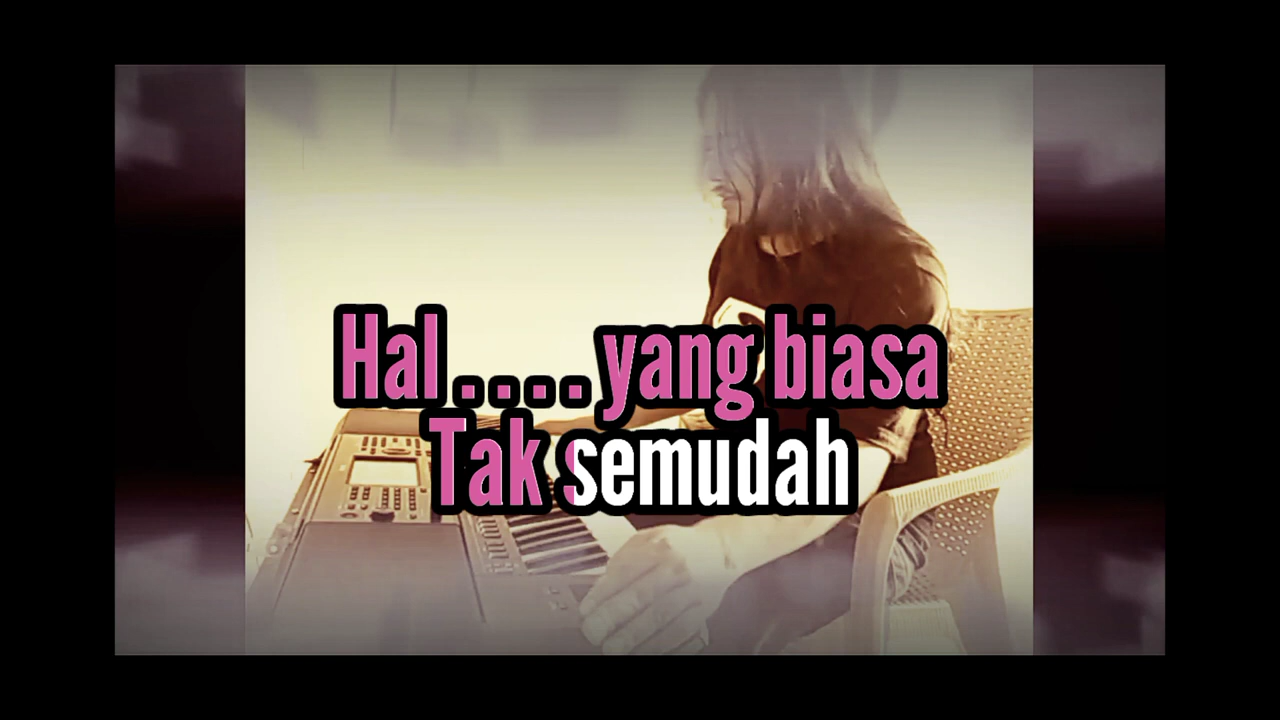 Hal . . . . yang biasa
Tak semudah